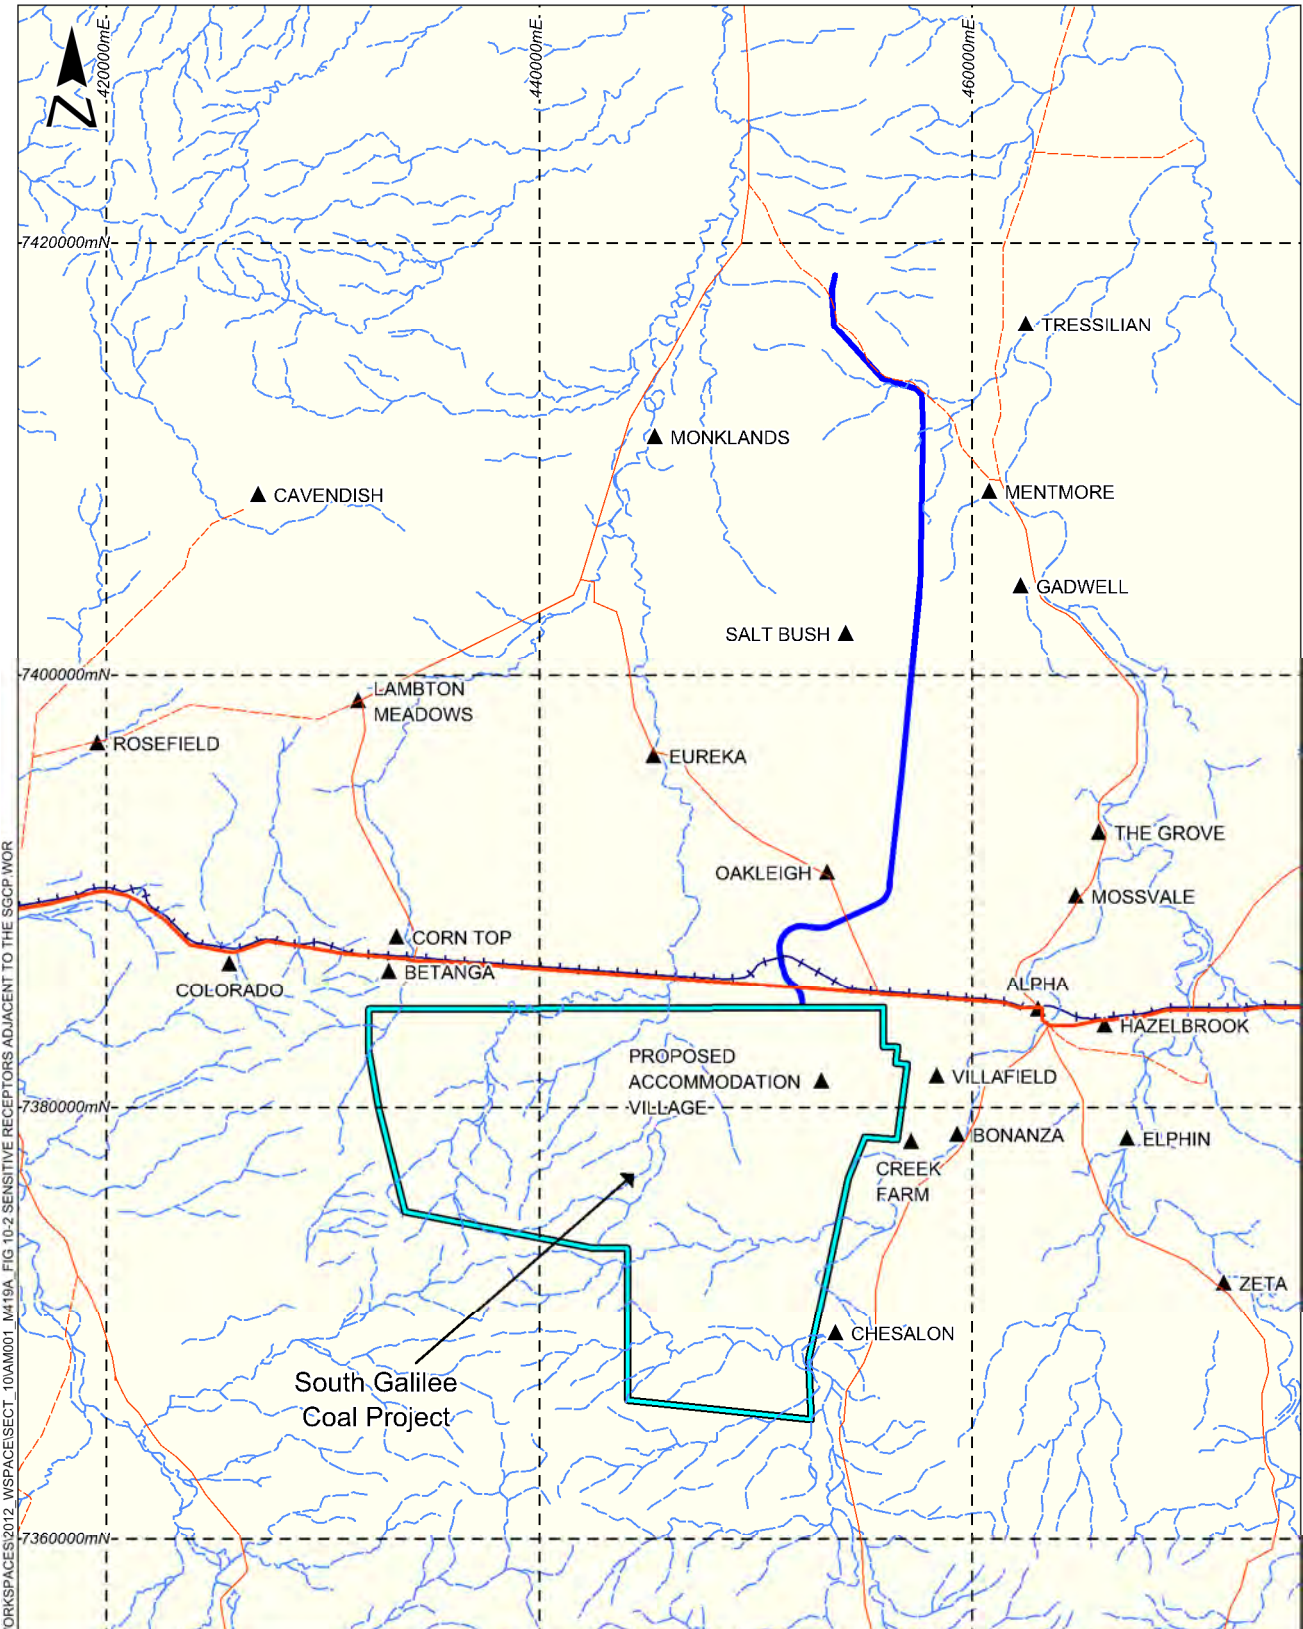 420000mE
440000mE
460000mE
N
7420000mN
TRESSILIAN
MONKLANDS
CAVENDISH
MENTMORE
GADWELL
SALT BUSH
7400000mN
LAMBTON
MEADOWS
ROSEFIELD
EUREKA
THE GROVE
OAKLEIGH
MOSSVALE
CORN TOP
BETANGA
COLORADO
ALPHA
HAZELBROOK
PROPOSED
ACCOMMODATION
VILLAGE
VILLAFIELD
7380000mN
BONANZA
ELPHIN
CREEK
FARM
ZETA
CHESALON
South Galilee
Coal Project
7360000mN
ORKSPACES\2012_WSPACE\SECT_10\AM001_M419A_FIG 10-2 SENSITIVE RECEPTORS ADJACENT TO THE SGCP.WOR